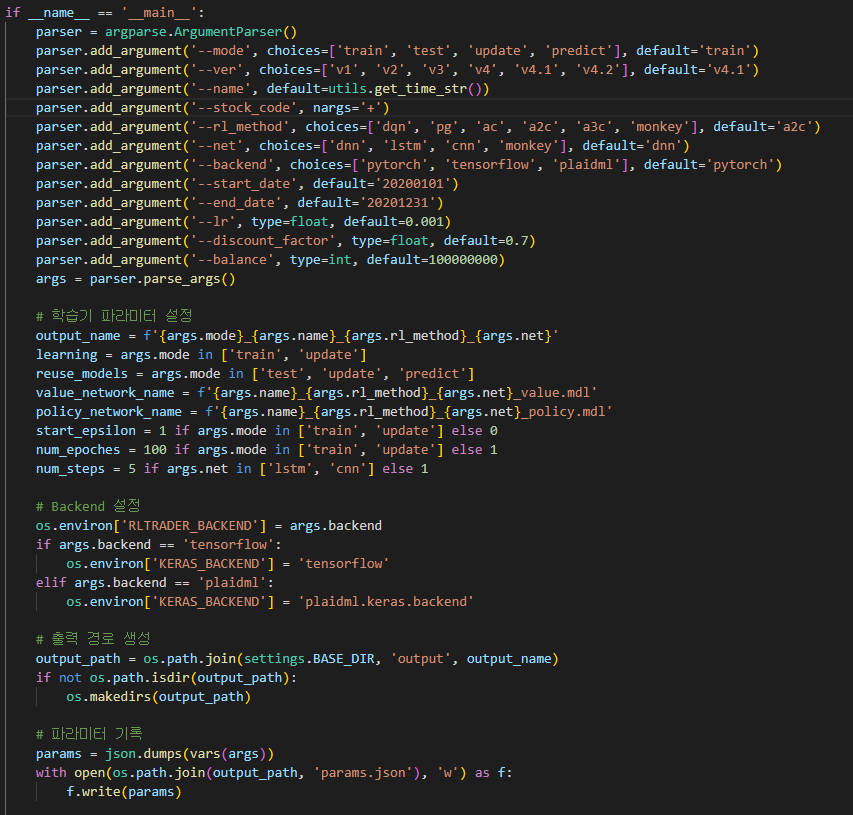 if __name__ == '__main__':
    parser = argparse.ArgumentParser()
    parser.add_argument('--mode', choices=['train', 'test', 'update', 'predict'], default='train')
    parser.add_argument('--ver', choices=['v1', 'v2', 'v3', 'v4', 'v4.1', 'v4.2'], default='v4.1')
    parser.add_argument('--name', default=utils.get_time_str())
    parser.add_argument('--stock_code', nargs='+')
    parser.add_argument('--rl_method', choices=['dqn', 'pg', 'ac', 'a2c', 'a3c', 'monkey'], default='a2c')
    parser.add_argument('--net', choices=['dnn', 'lstm', 'cnn', 'monkey'], default='dnn')
    parser.add_argument('--backend', choices=['pytorch', 'tensorflow', 'plaidml'], default='pytorch')
    parser.add_argument('--start_date', default='20200101')
    parser.add_argument('--end_date', default='20201231')
    parser.add_argument('--lr', type=float, default=0.001)
    parser.add_argument('--discount_factor', type=float, default=0.7)
    parser.add_argument('--balance', type=int, default=100000000)
    args = parser.parse_args()

    # 학습기 파라미터 설정
    output_name = f'{args.mode}_{args.name}_{args.rl_method}_{args.net}'
    learning = args.mode in ['train', 'update']
    reuse_models = args.mode in ['test', 'update', 'predict']
    value_network_name = f'{args.name}_{args.rl_method}_{args.net}_value.mdl'
    policy_network_name = f'{args.name}_{args.rl_method}_{args.net}_policy.mdl'
    start_epsilon = 1 if args.mode in ['train', 'update'] else 0
    num_epoches = 100 if args.mode in ['train', 'update'] else 1
    num_steps = 5 if args.net in ['lstm', 'cnn'] else 1

    # Backend 설정
    os.environ['RLTRADER_BACKEND'] = args.backend
    if args.backend == 'tensorflow':
        os.environ['KERAS_BACKEND'] = 'tensorflow'
    elif args.backend == 'plaidml':
        os.environ['KERAS_BACKEND'] = 'plaidml.keras.backend'

    # 출력 경로 생성
    output_path = os.path.join(settings.BASE_DIR, 'output', output_name)
    if not os.path.isdir(output_path):
        os.makedirs(output_path)

    # 파라미터 기록
    params = json.dumps(vars(args))
    with open(os.path.join(output_path, 'params.json'), 'w') as f:
        f.write(params)